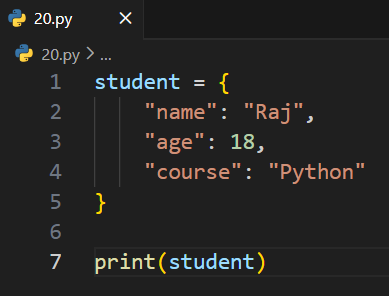 20.py ×
20.py > ...
1 student = {
2     "name": "Raj",
3     "age": 18,
4     "course": "Python"
5 }
6
7 print(student)